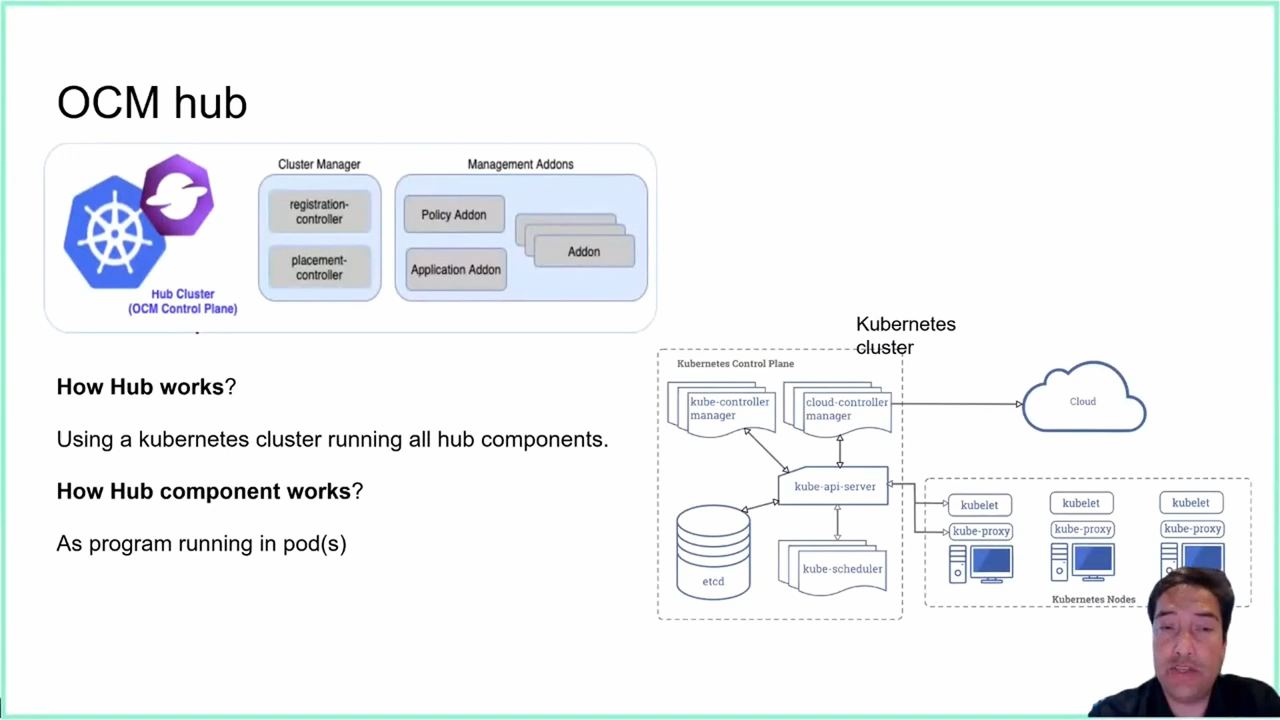 OCM hub
Cluster Manager
Management Addons
registration-
controller
placement-
controller
Policy Addon
Application Addon
Addon
Hub Cluster
(OCM Control Plane)
How Hub works?
Using a kubernetes cluster running all hub components.
How Hub component works?
As program running in pod(s)
Kubernetes
cluster
Kubernetes Control Plane
kube-controller
manager
cloud-controller
manager
Cloud
kube-api-server
etcd
kube-scheduler
kubelet
kubelet
kubelet
kube-proxy
kube-proxy
kube-proxy
Kubernetes Nodes